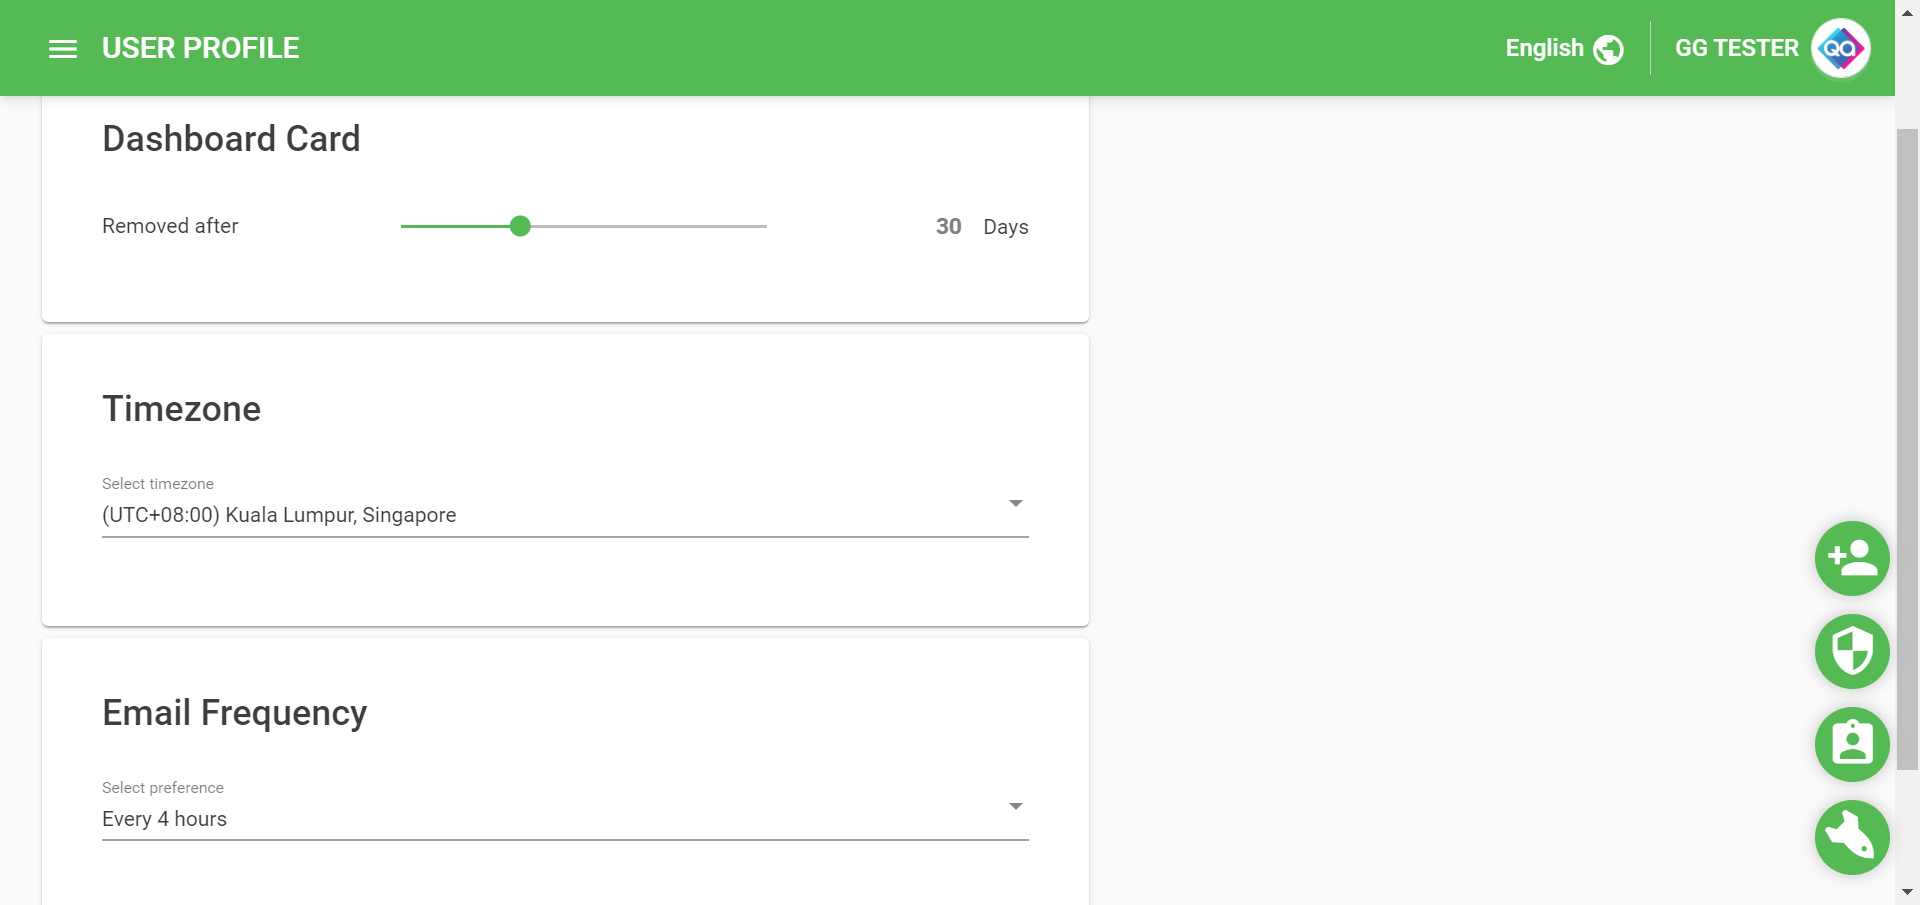 USER PROFILE
English
GG TESTER
QA
Dashboard Card
Removed after
30 Days
Timezone
Select timezone
(UTC+08:00) Kuala Lumpur, Singapore
Email Frequency
Select preference
Every 4 hours